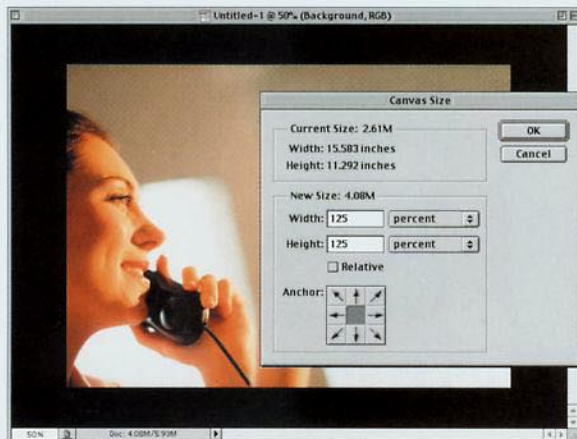 Untitled-1 @ 50% (Background, RGB)
Canvas Size
Current Size: 2.61M
Width: 15.583 inches
Height: 11.292 inches
OK
Cancel
New Size: 4.08M
Width: 125 percent
Height: 125 percent
Relative
Anchor:
50% Doc: 4.08M/5.93M